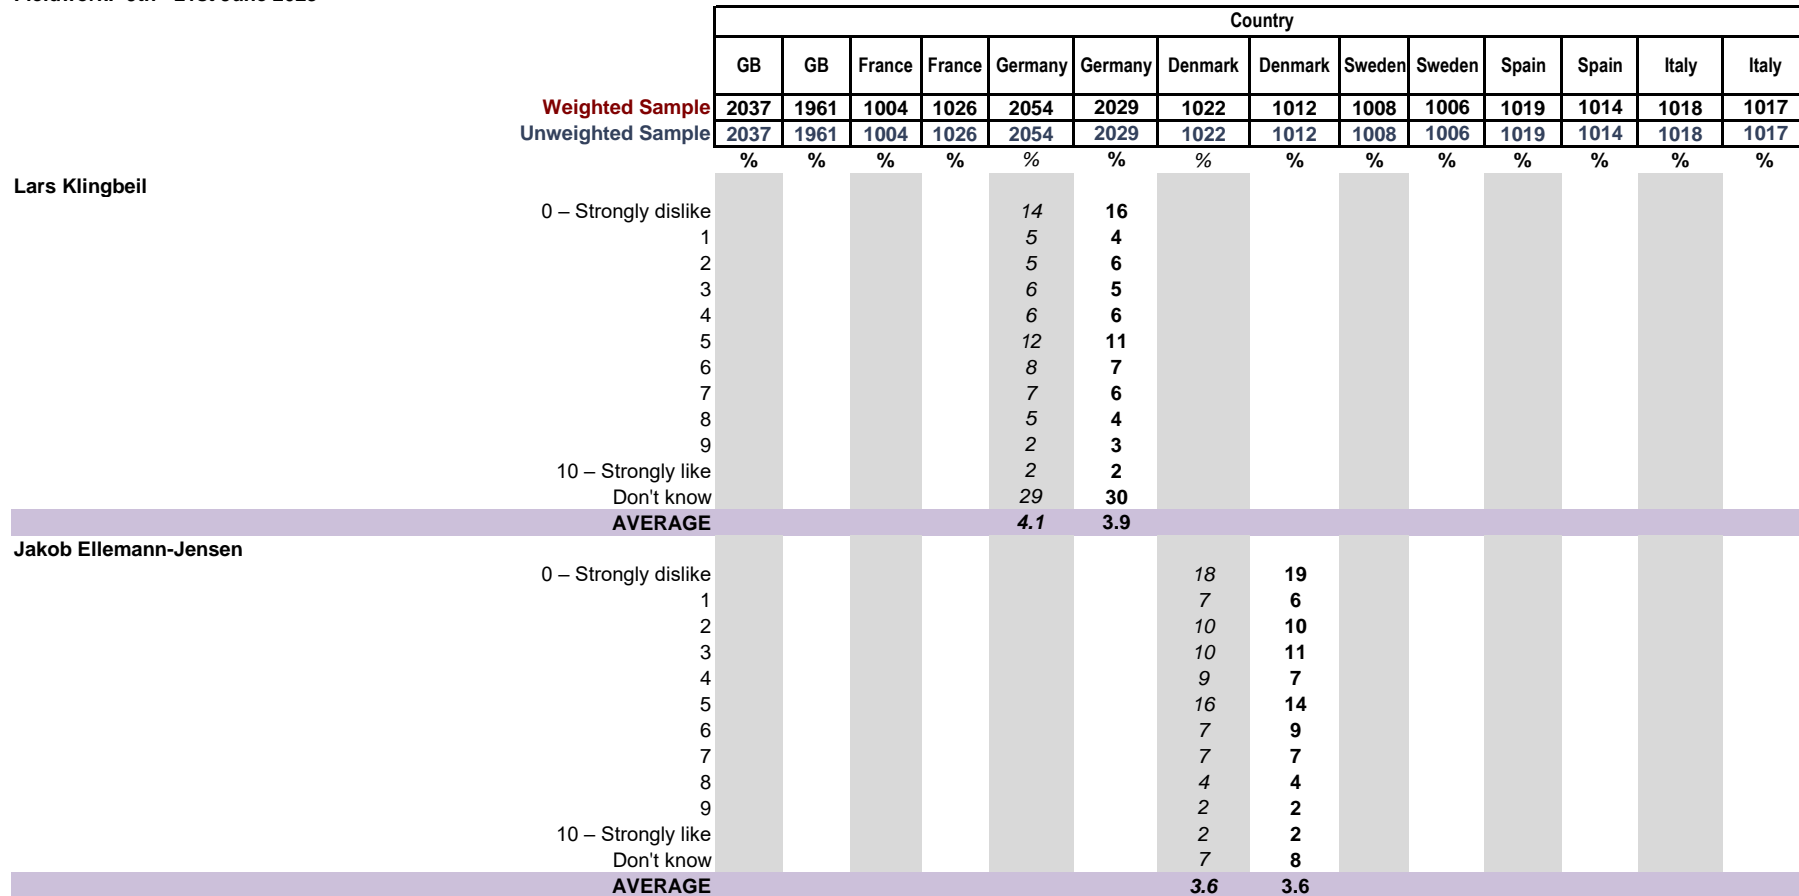 Country
GB GB France France Germany Germany Denmark Denmark Sweden Sweden Spain Spain Italy Italy
Weighted Sample 2037 1961 1004 1026 2054 2029 1022 1012 1008 1006 1019 1014 1018 1017
Unweighted Sample 2037 1961 1004 1026 2054 2029 1022 1012 1008 1006 1019 1014 1018 1017
% % % % % % % % % % % % % %
Lars Klingbeil
0 – Strongly dislike 14 16
1 5 4
2 5 6
3 6 5
4 6 6
5 12 11
6 8 7
7 7 6
8 5 4
9 2 3
10 – Strongly like 2 2
Don't know 29 30
AVERAGE 4.1 3.9
Jakob Ellemann-Jensen
0 – Strongly dislike 18 19
1 7 6
2 10 10
3 10 11
4 9 7
5 16 14
6 7 9
7 7 7
8 4 4
9 2 2
10 – Strongly like 2 2
Don't know 7 8
AVERAGE 3.6 3.6